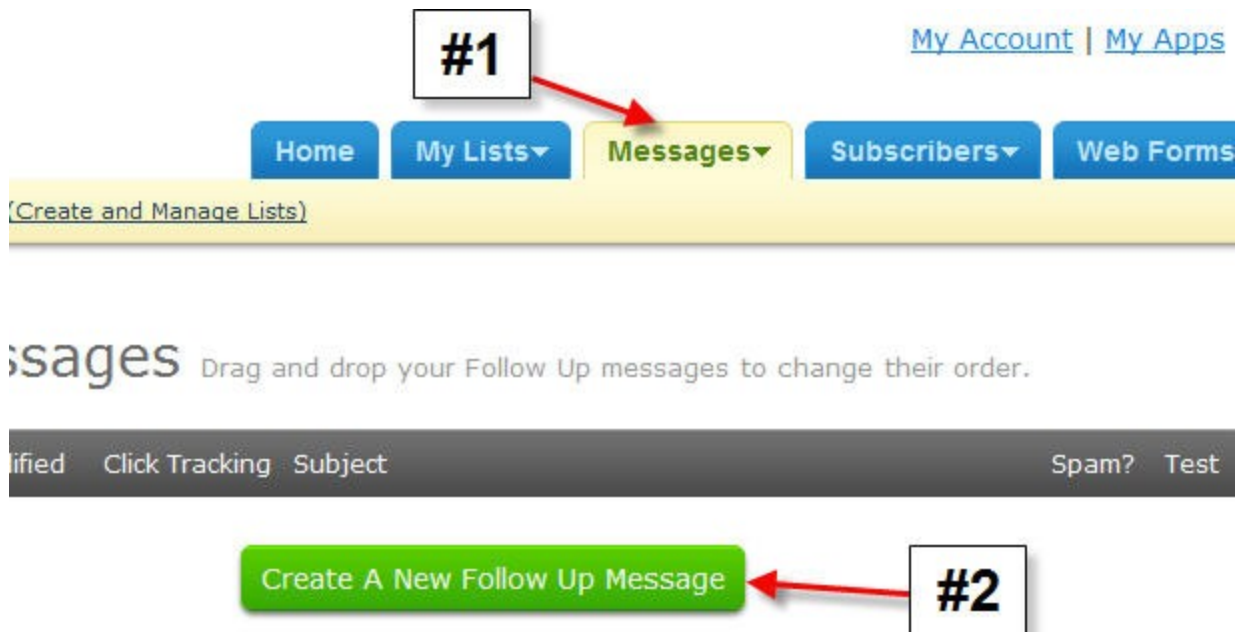 #1
My Account | My Apps
Home My Lists Messages Subscribers Web Forms
(Create and Manage Lists)
ssages Drag and drop your Follow Up messages to change their order.
lified Click Tracking Subject Spam? Test
Create A New Follow Up Message
#2